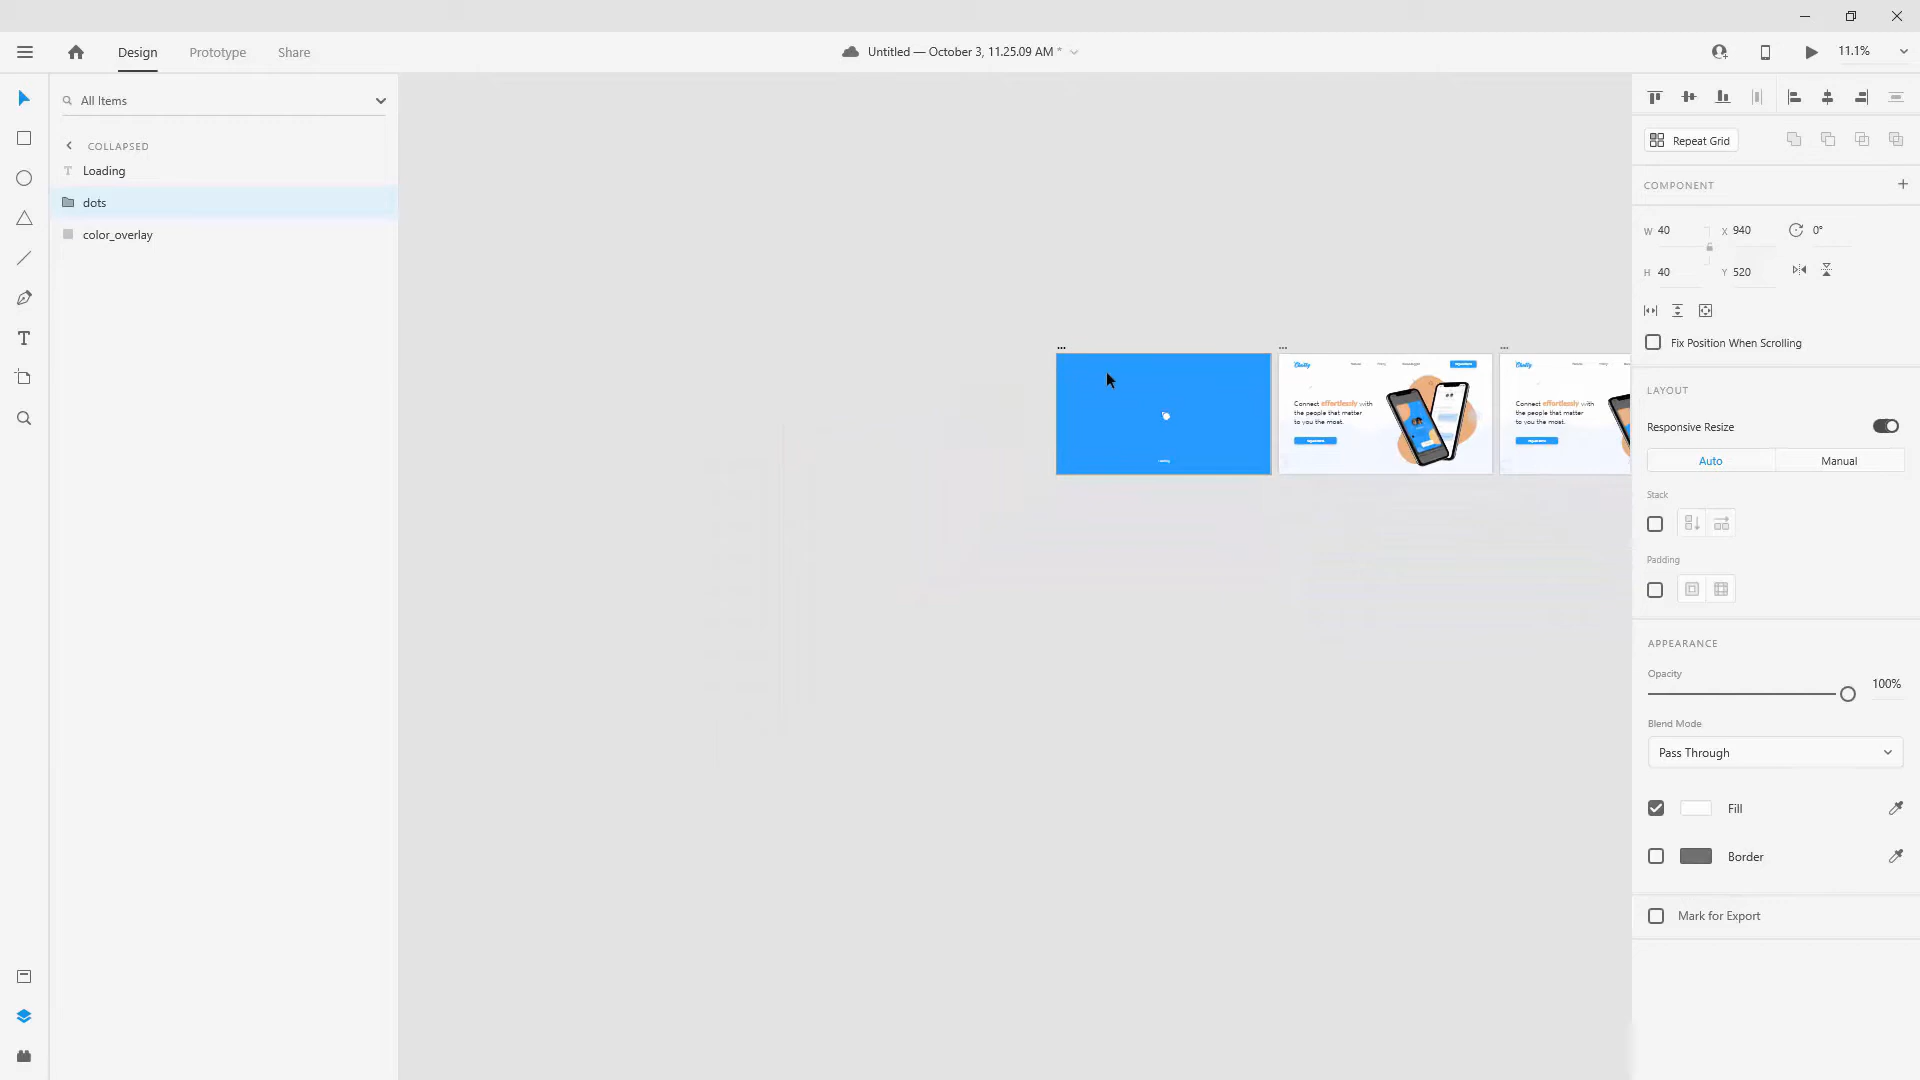 Design
Prototype
Share
Untitled — October 3, 11.25.09 AM *
11.1%
All Items
COLLAPSED
Loading
dots
color_overlay
Chatty
Connect effortlessly with
the people that matter
to you the most.
Chatty
Connect effortlessly with
the people that matter
to you the most.
Repeat Grid
COMPONENT
W 40
X 940
0°
H 40
Y 520
Fix Position When Scrolling
LAYOUT
Responsive Resize
Auto
Manual
Stack
Padding
APPEARANCE
Opacity
100%
Blend Mode
Pass Through
Fill
Border
Mark for Export